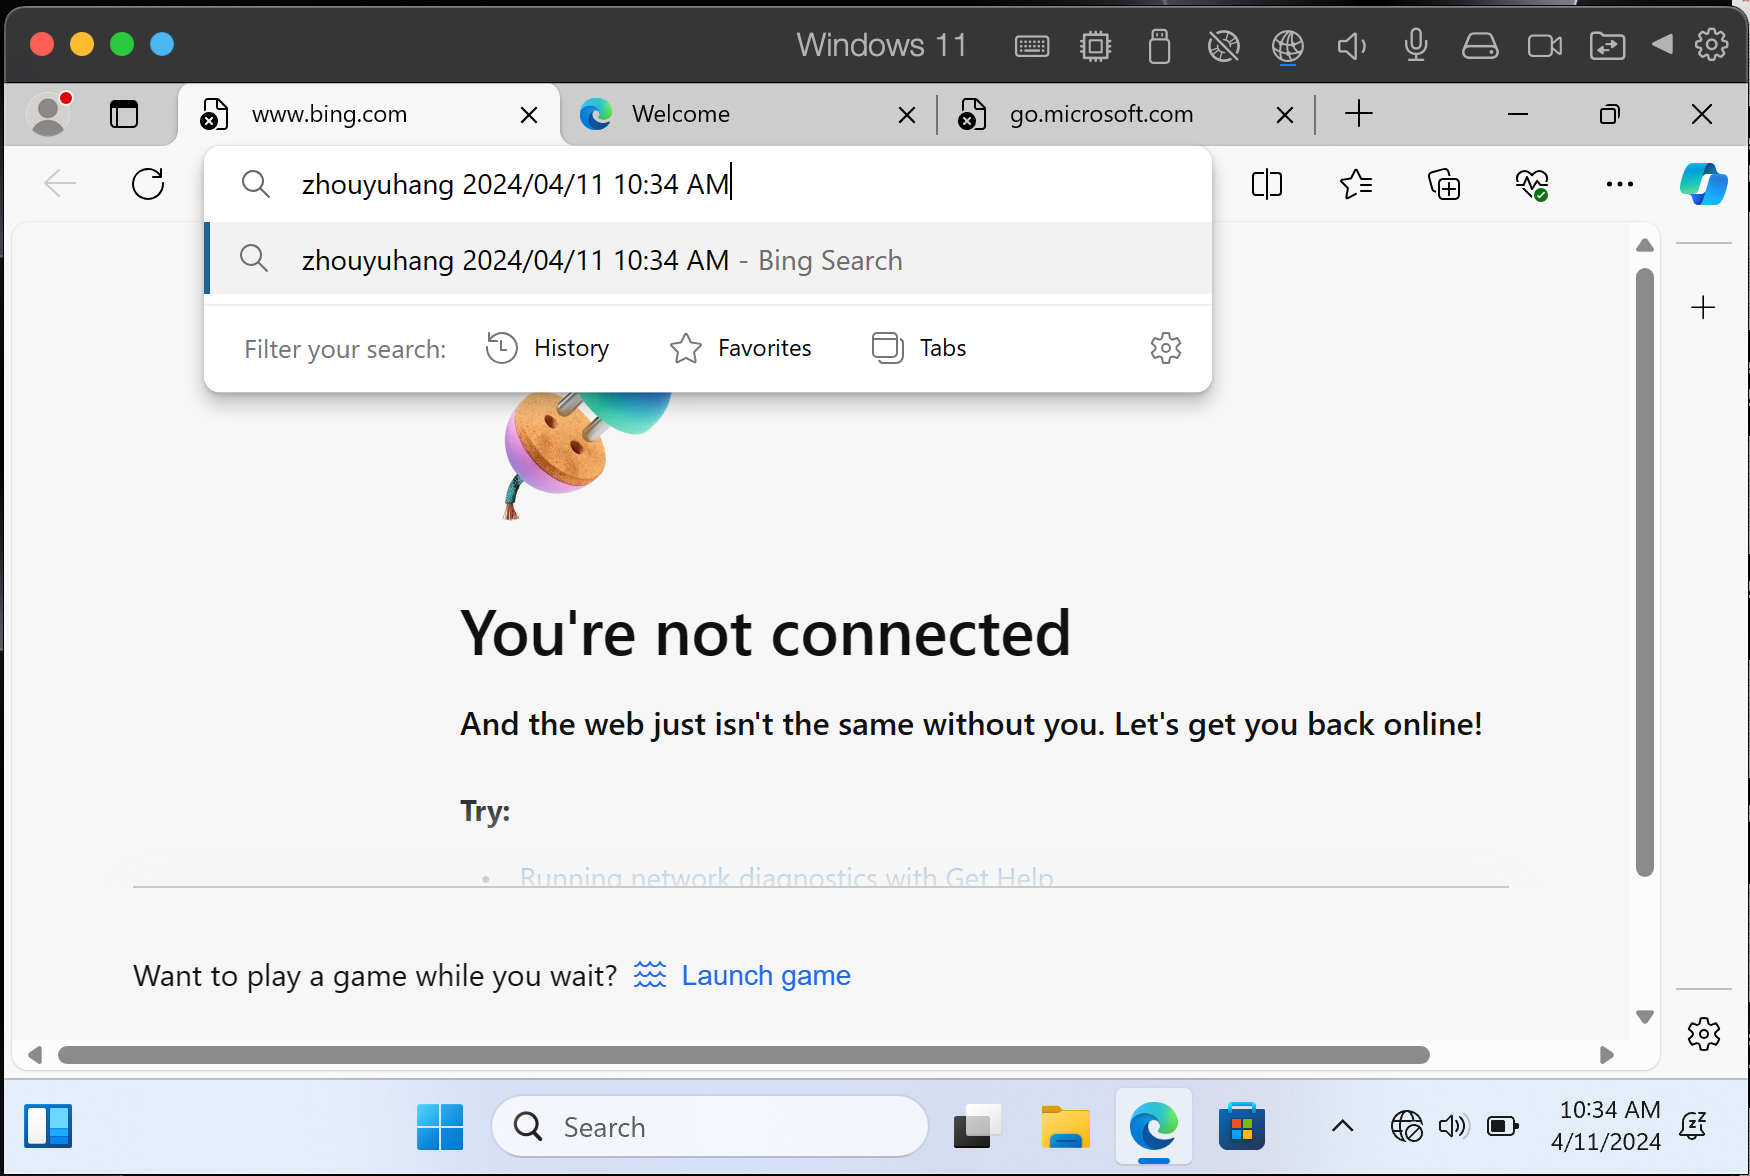 Windows 11
www.bing.com
Welcome
go.microsoft.com
zhouyuhang 2024/04/11 10:34 AM
zhouyuhang 2024/04/11 10:34 AM - Bing Search
Filter your search: History Favorites Tabs
You're not connected
And the web just isn't the same without you. Let's get you back online!
Try:
• Running network diagnostics with Get Help
Want to play a game while you wait? Launch game
Search
10:34 AM
4/11/2024